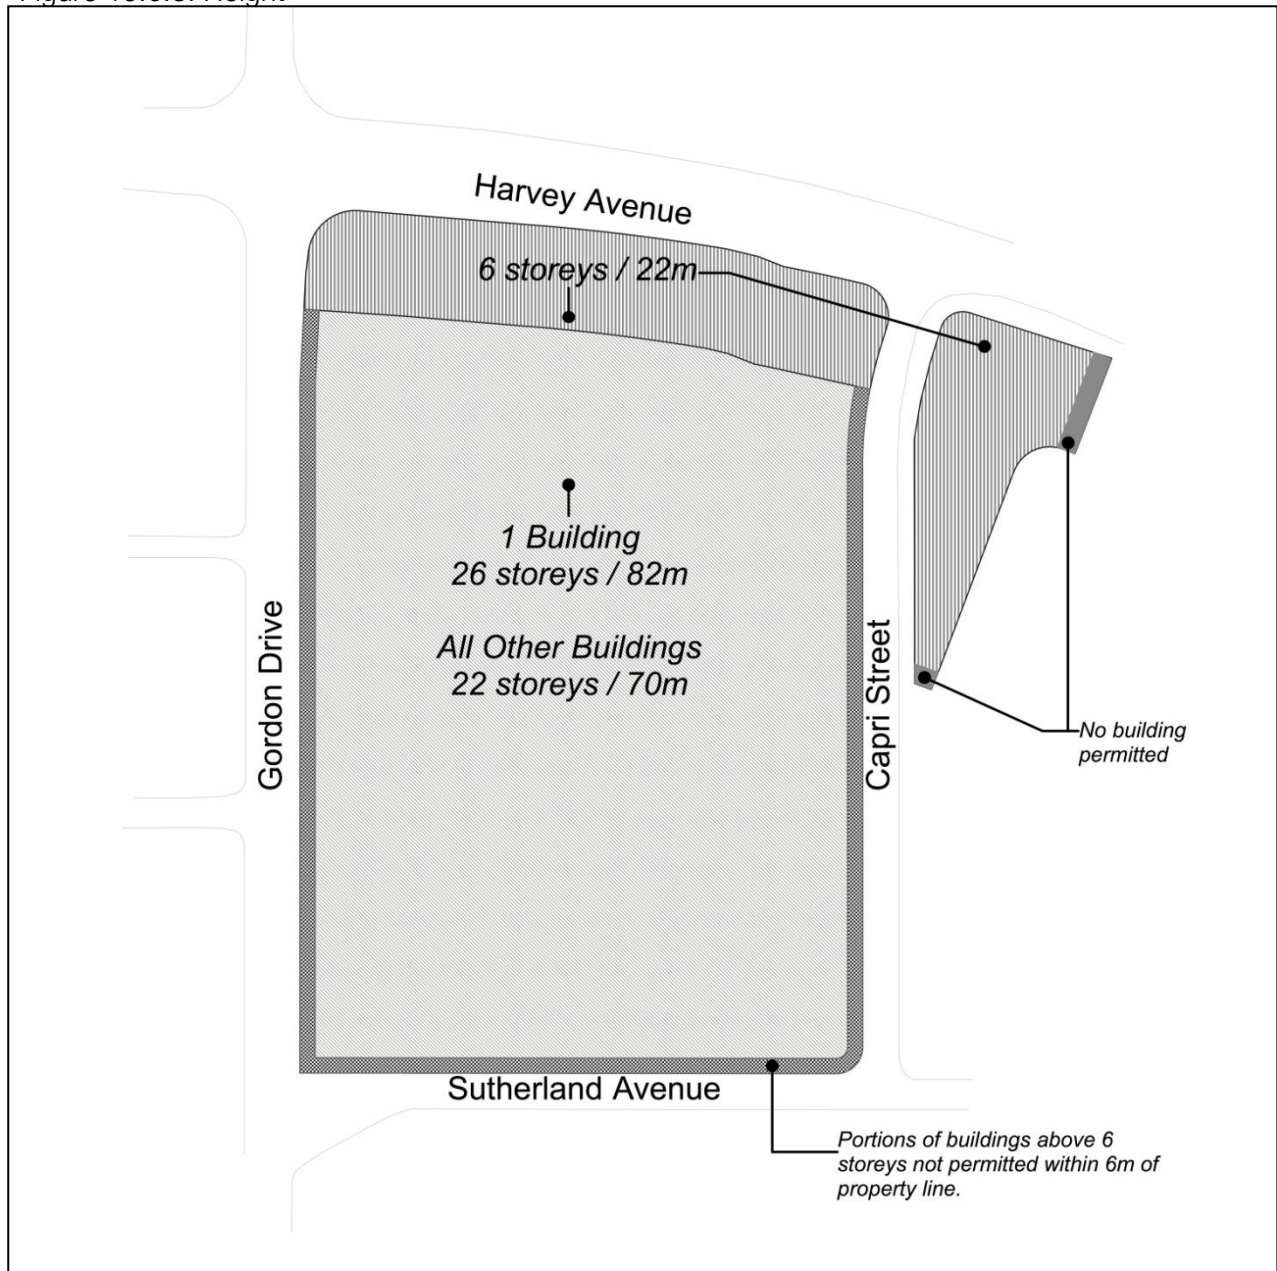 Harvey Avenue
6 storeys / 22m
1 Building
26 storeys / 82m
All Other Buildings
22 storeys / 70m
Gordon Drive
Capri Street
No building
permitted
Sutherland Avenue
Portions of buildings above 6
storeys not permitted within 6m of
property line.